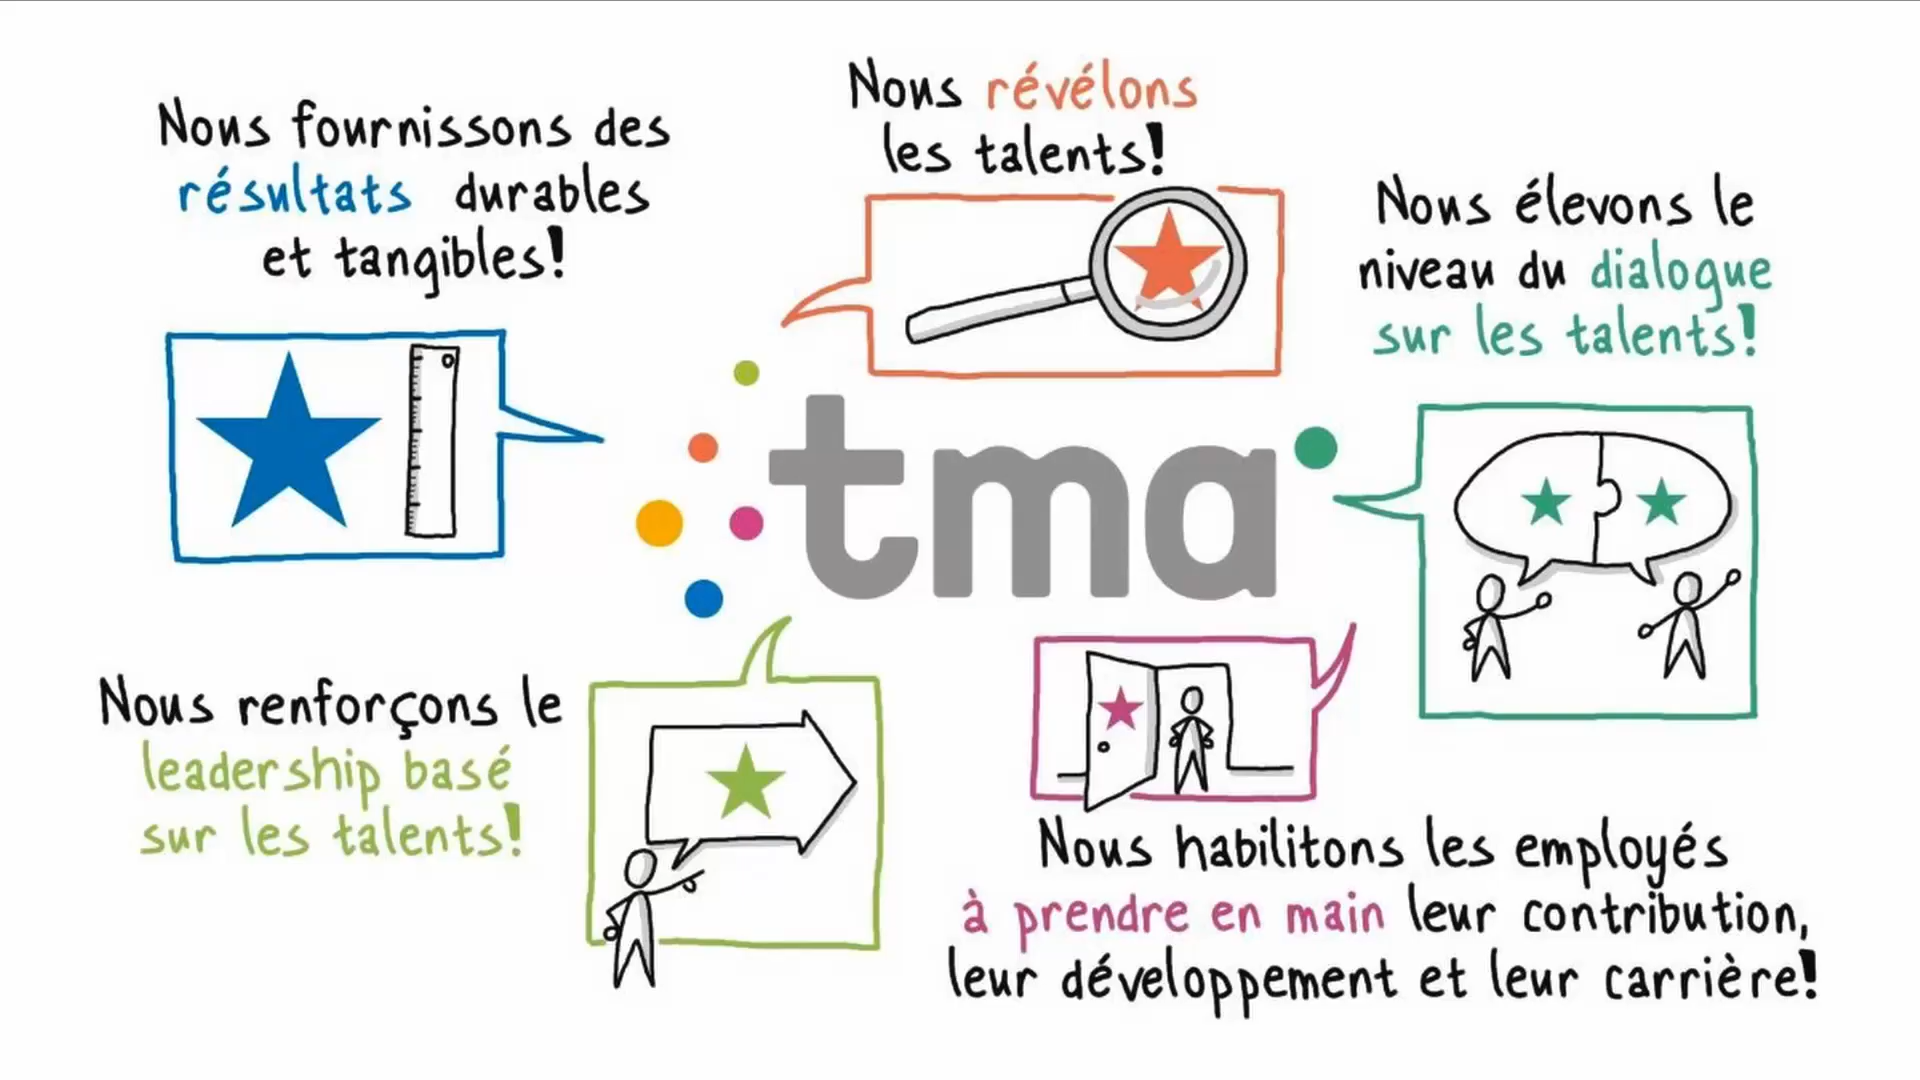 Nous révélons
les talents!
Nous fournissons des
résultats durables
et tangibles!
Nous élevons le
niveau du dialogue
sur les talents!
tma
Nous renforçons le
leadership basé
sur les talents!
Nous habilitons les employés
à prendre en main leur contribution,
leur développement et leur carrière!